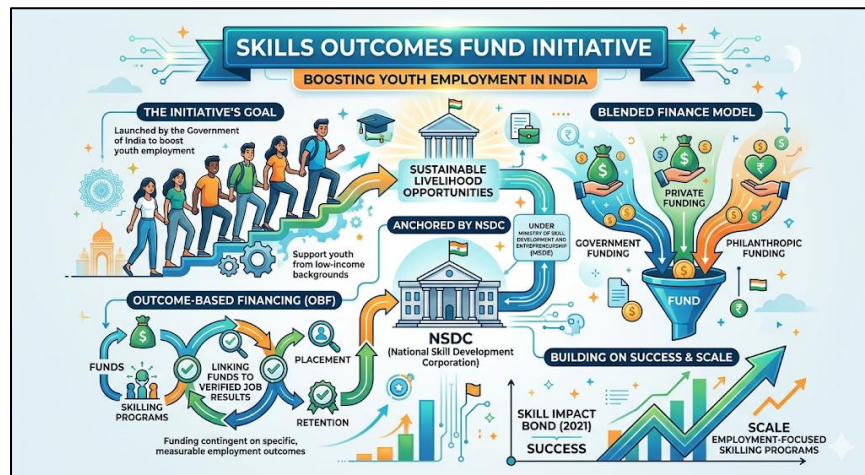 SKILLS OUTCOMES FUND INITIATIVE
BOOSTING YOUTH EMPLOYMENT IN INDIA
THE INITIATIVE'S GOAL
Launched by the Government
of India to boost
youth employment
Support youth
from low-income
backgrounds
SUSTAINABLE
LIVELIHOOD
OPPORTUNITIES
ANCHORED BY NSDC
UNDER
MINISTRY OF SKILL
DEVELOPMENT AND
ENTREPRENEURSHIP
(MSDE)
NSDC
(National Skill Development
Corporation)
BLENDED FINANCE MODEL
GOVERNMENT
FUNDING
PRIVATE
FUNDING
PHILANTHROPIC
FUNDING
FUND
OUTCOME-BASED FINANCING (OBF)
FUNDS
SKILLING
PROGRAMS
LINKING
FUNDS TO
VERIFIED JOB
RESULTS
PLACEMENT
RETENTION
Funding contingent on specific,
measurable employment outcomes
BUILDING ON SUCCESS & SCALE
SKILL IMPACT
BOND (2021)
SUCCESS
SCALE
EMPLOYMENT-FOCUSED
SKILLING PROGRAMS